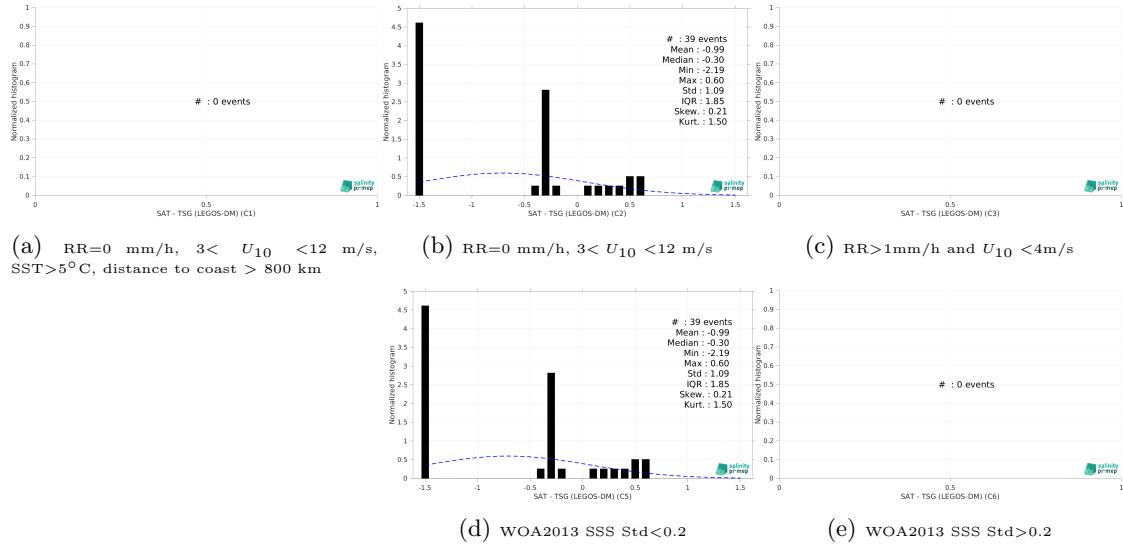 1
0.9
0.8
0.7
0.6
0.5
0.4
0.3
0.2
0.1
0
Normalized histogram
# : 0 events
0 0.5 1
SAT - TSG (LEGOS-DM) (C1)
salinity
pi-mep
(a) RR=0 mm/h, 3< U10 <12 m/s,
SST>5°C, distance to coast > 800 km
5
4.5
4
3.5
3
2.5
2
1.5
1
0.5
0
Normalized histogram
# : 39 events
Mean : -0.99
Median : -0.30
Min : -2.19
Max : 0.60
Std : 1.09
IQR : 1.85
Skew. : 0.21
Kurt. : 1.50
-1.5 -1 -0.5 0 0.5 1 1.5
SAT - TSG (LEGOS-DM) (C2)
salinity
pi-mep
(b) RR=0 mm/h, 3< U10 <12 m/s
1
0.9
0.8
0.7
0.6
0.5
0.4
0.3
0.2
0.1
0
Normalized histogram
# : 0 events
0 0.5 1
SAT - TSG (LEGOS-DM) (C3)
salinity
pi-mep
(c) RR>1mm/h and U10 <4m/s
5
4.5
4
3.5
3
2.5
2
1.5
1
0.5
0
Normalized histogram
# : 39 events
Mean : -0.99
Median : -0.30
Min : -2.19
Max : 0.60
Std : 1.09
IQR : 1.85
Skew. : 0.21
Kurt. : 1.50
-1.5 -1 -0.5 0 0.5 1 1.5
SAT - TSG (LEGOS-DM) (C5)
salinity
pi-mep
(d) WOA2013 SSS Std<0.2
1
0.9
0.8
0.7
0.6
0.5
0.4
0.3
0.2
0.1
0
Normalized histogram
# : 0 events
0 0.5 1
SAT - TSG (LEGOS-DM) (C6)
salinity
pi-mep
(e) WOA2013 SSS Std>0.2